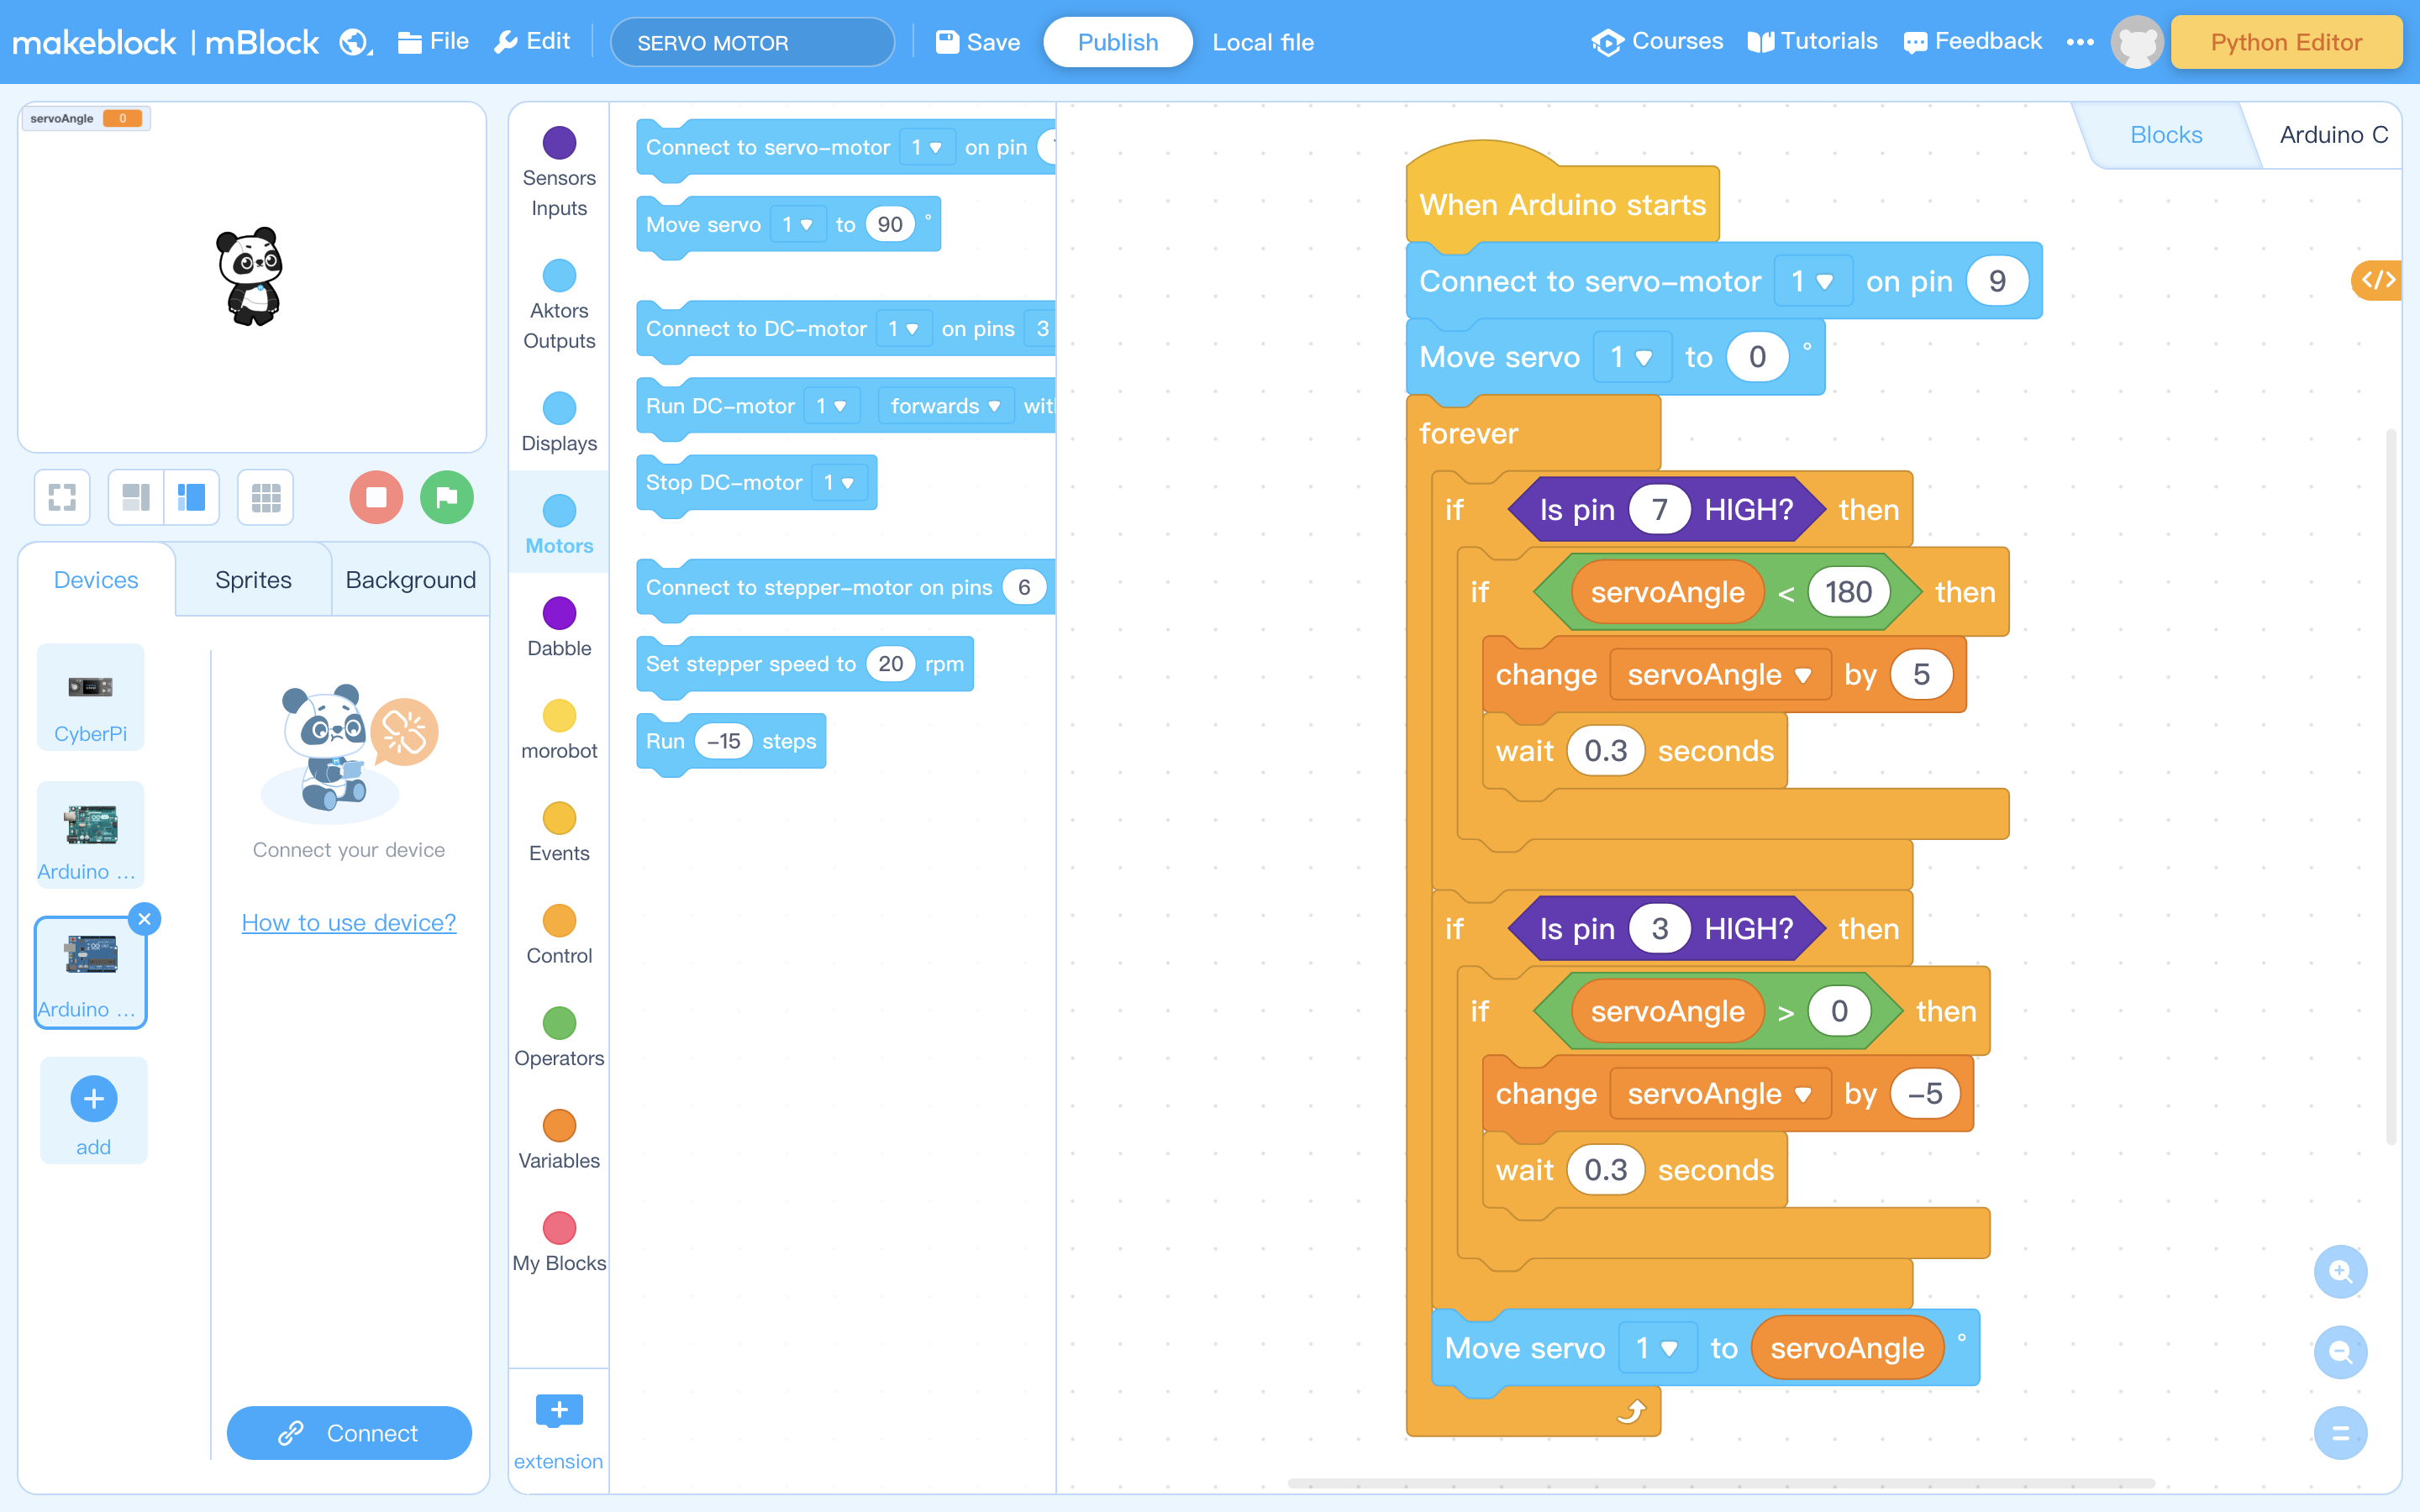 makeblock | mBlock File Edit SERVO MOTOR Save Publish Local file Courses Tutorials Feedback Python Editor
servoAngle 0
Devices Sprites Background
CyberPi
Arduino ...
Arduino ...
add
Connect your device
How to use device?
Connect
Sensors
Inputs
Aktors
Outputs
Displays
Motors
Dabble
morobot
Events
Control
Operators
Variables
My Blocks
extension
Connect to servo-motor 1 on pin
Move servo 1 to 90 °
Connect to DC-motor 1 on pins 3
Run DC-motor 1 forwards
Stop DC-motor 1
Connect to stepper-motor on pins 6
Set stepper speed to 20 rpm
Run -15 steps
Blocks Arduino C
</>
When Arduino starts
Connect to servo-motor 1 on pin 9
Move servo 1 to 0 °
forever
if Is pin 7 HIGH? then
if servoAngle < 180 then
change servoAngle by 5
wait 0.3 seconds
if Is pin 3 HIGH? then
if servoAngle > 0 then
change servoAngle by -5
wait 0.3 seconds
Move servo 1 to servoAngle °